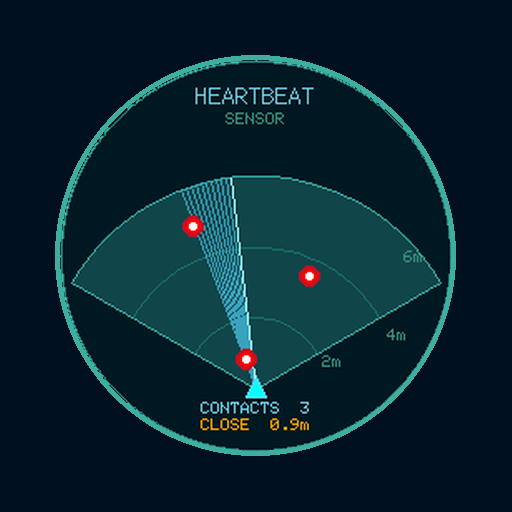 HEARTBEAT
SENSOR
6m
4m
2m
CONTACTS 3
CLOSE 0.9m